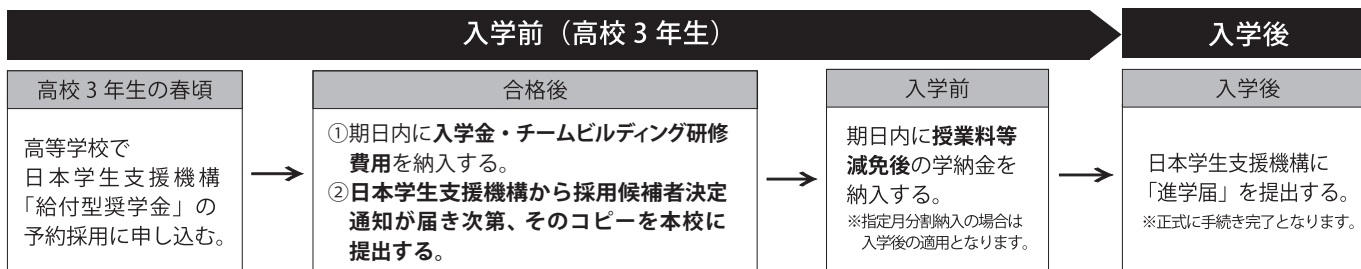 入学前（高校３年生）
入学後
高校３年生の春頃
高等学校で
日本学生支援機構
「給付型奨学金」の
予約採用に申し込む。
合格後
①期日内に入学金・チームビルディング研修
費用を納入する。
②日本学生支援機構から採用候補者決定
通知が届き次第、そのコピーを本校に
提出する。
入学前
期日内に授業料等
減免後の学納金を
納入する。
※指定月分割納入の場合は
入学後の適用となります。
入学後
日本学生支援機構に
「進学届」を提出する。
※正式に手続き完了となります。